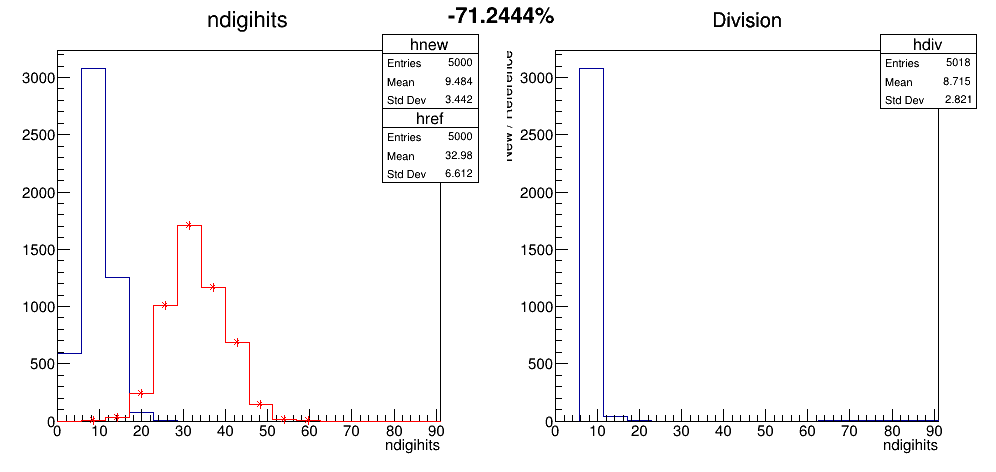 -71.2444%
ndigihits
hnew
Entries 5000
Mean 9.484
Std Dev 3.442
href
Entries 5000
Mean 32.98
Std Dev 6.612
3000
2500
2000
1500
1000
500
0
0 10 20 30 40 50 60 70 80 90
ndigihits
Division
hdiv
Entries 5018
Mean 8.715
Std Dev 2.821
New / Reference
3000
2500
2000
1500
1000
500
0
0 10 20 30 40 50 60 70 80 90
ndigihits